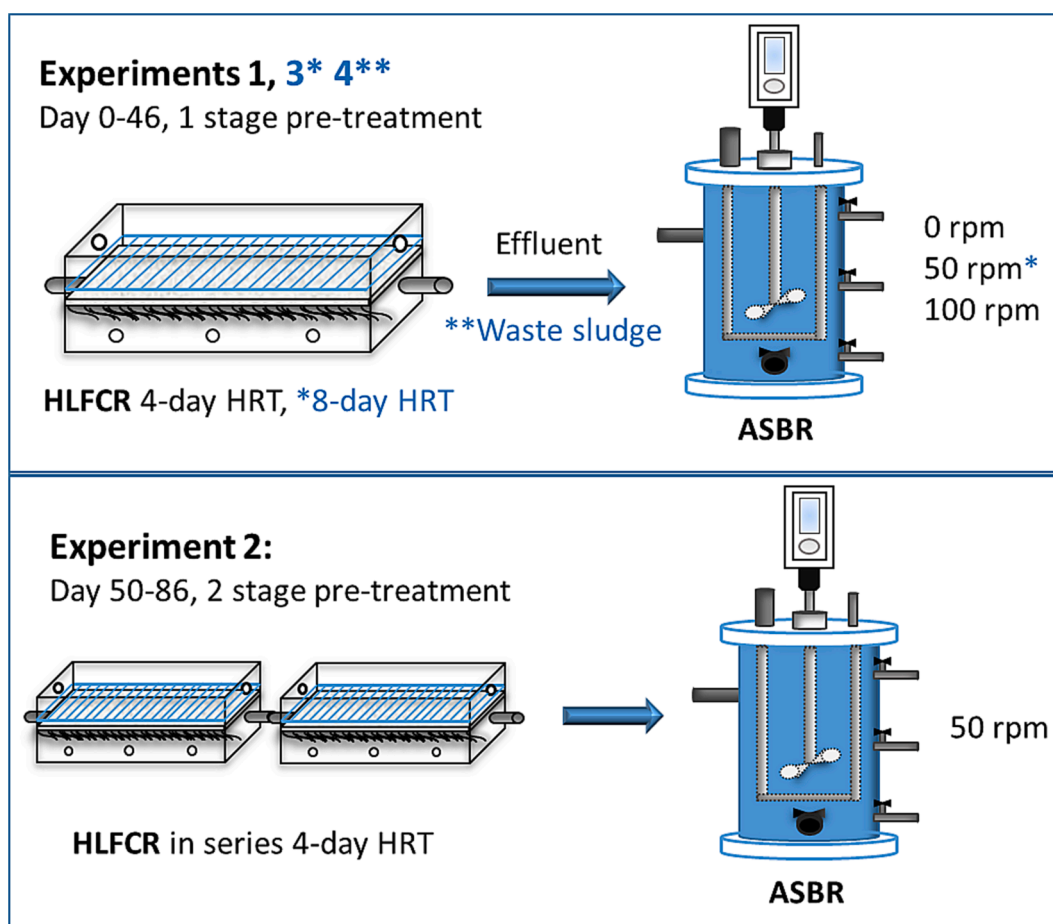 Experiments 1, 3* 4**
Day 0-46, 1 stage pre-treatment
Effluent
**Waste sludge
0 rpm
50 rpm*
100 rpm
HLFCR 4-day HRT, *8-day HRT
ASBR
Experiment 2:
Day 50-86, 2 stage pre-treatment
50 rpm
HLFCR in series 4-day HRT
ASBR